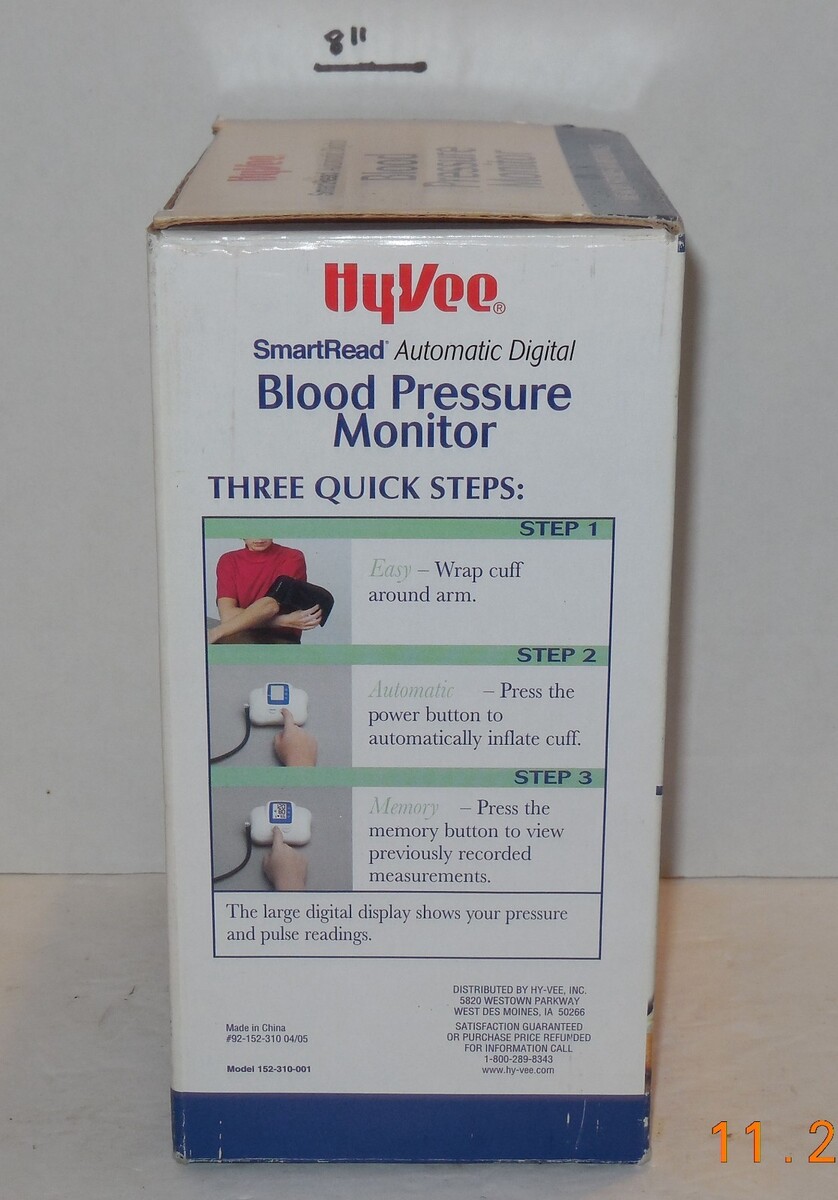 8"
HyVee
Blood
Pressure
Monitor
HyVee®
SmartRead® Automatic Digital
Blood Pressure
Monitor
THREE QUICK STEPS:
STEP 1
Easy – Wrap cuff
around arm.
STEP 2
Automatic – Press the
power button to
automatically inflate cuff.
STEP 3
Memory – Press the
memory button to view
previously recorded
measurements.
The large digital display shows your pressure
and pulse readings.
Made in China
#92-152-310 04/05
Model 152-310-001
DISTRIBUTED BY HY-VEE, INC.
5820 WESTOWN PARKWAY
WEST DES MOINES, IA 50266
SATISFACTION GUARANTEED
OR PURCHASE PRICE REFUNDED
FOR INFORMATION CALL
1-800-289-8343
www.hy-vee.com
11.2